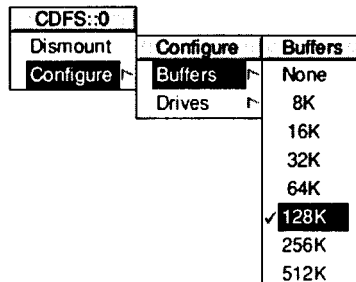 CDFS::0
Dismount
Configure
Configure
Buffers
Drives
Buffers
None
8K
16K
32K
64K
✓ 128K
256K
512K